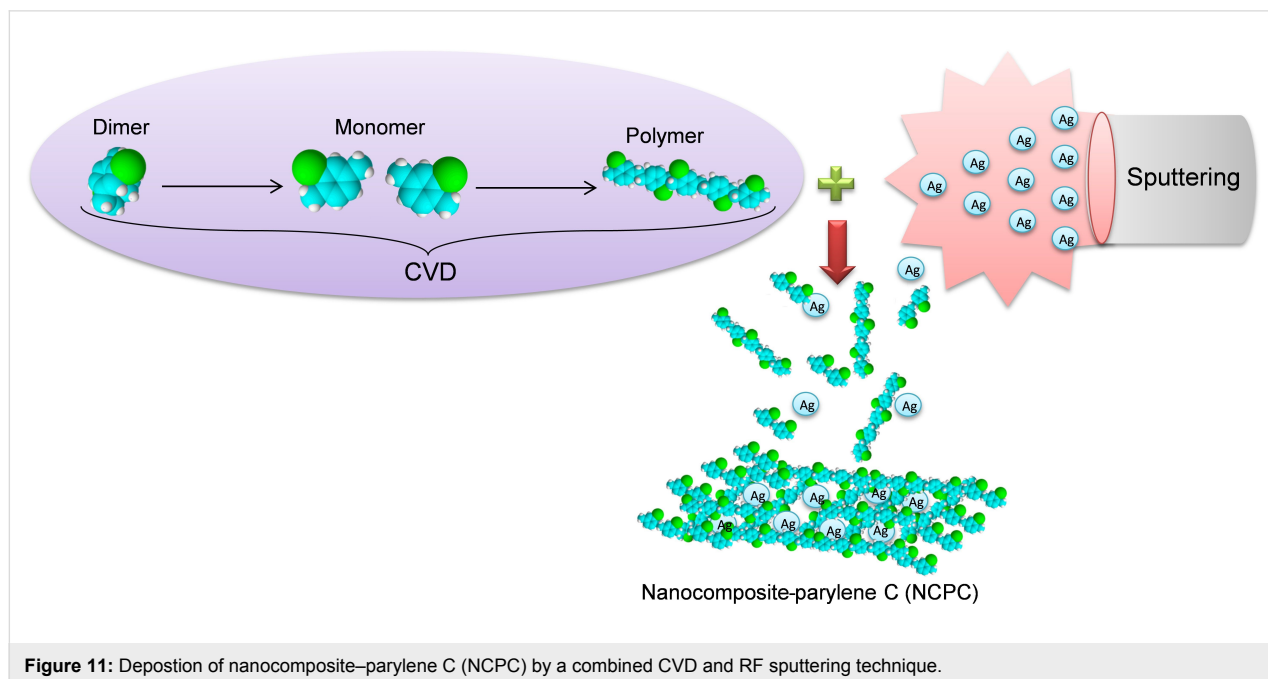 Dimer
Monomer
Polymer
CVD
Ag
Ag
Ag
Ag
Ag
Ag
Ag
Ag
Ag
Ag
Sputtering
Ag
Ag
Ag
Ag
Ag
Ag
Ag
Ag
Ag
Ag
Ag
Ag
Nanocomposite-parylene C (NCPC)
Figure 11: Depostion of nanocomposite–parylene C (NCPC) by a combined CVD and RF sputtering technique.